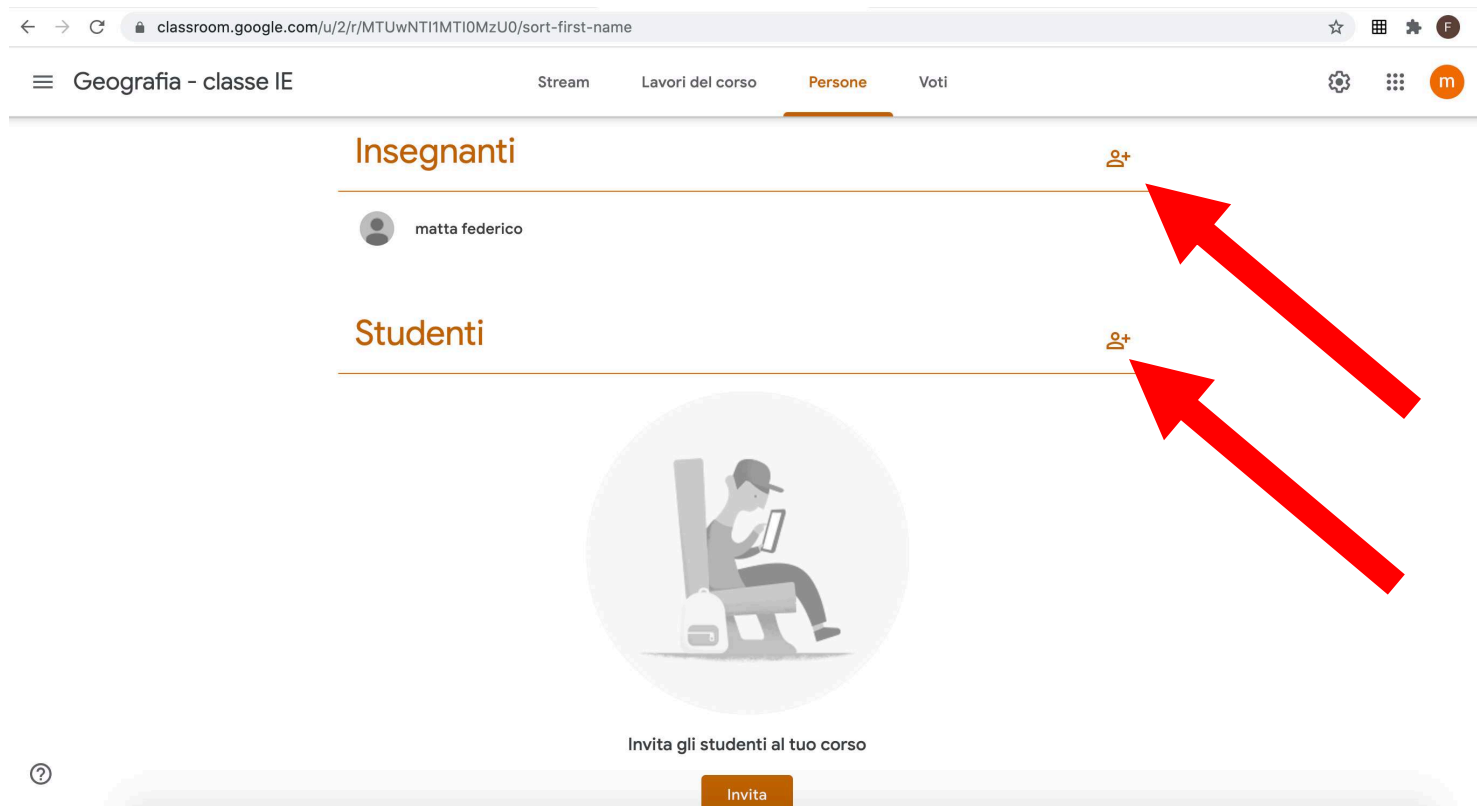 classroom.google.com/u/2/r/MTUwNTI1MTI0MzU0/sort-first-name
F
Geografia - classe IE
Stream
Lavori del corso
Persone
Voti
m
Insegnanti
matta federico
Studenti
Invita gli studenti al tuo corso
Invita